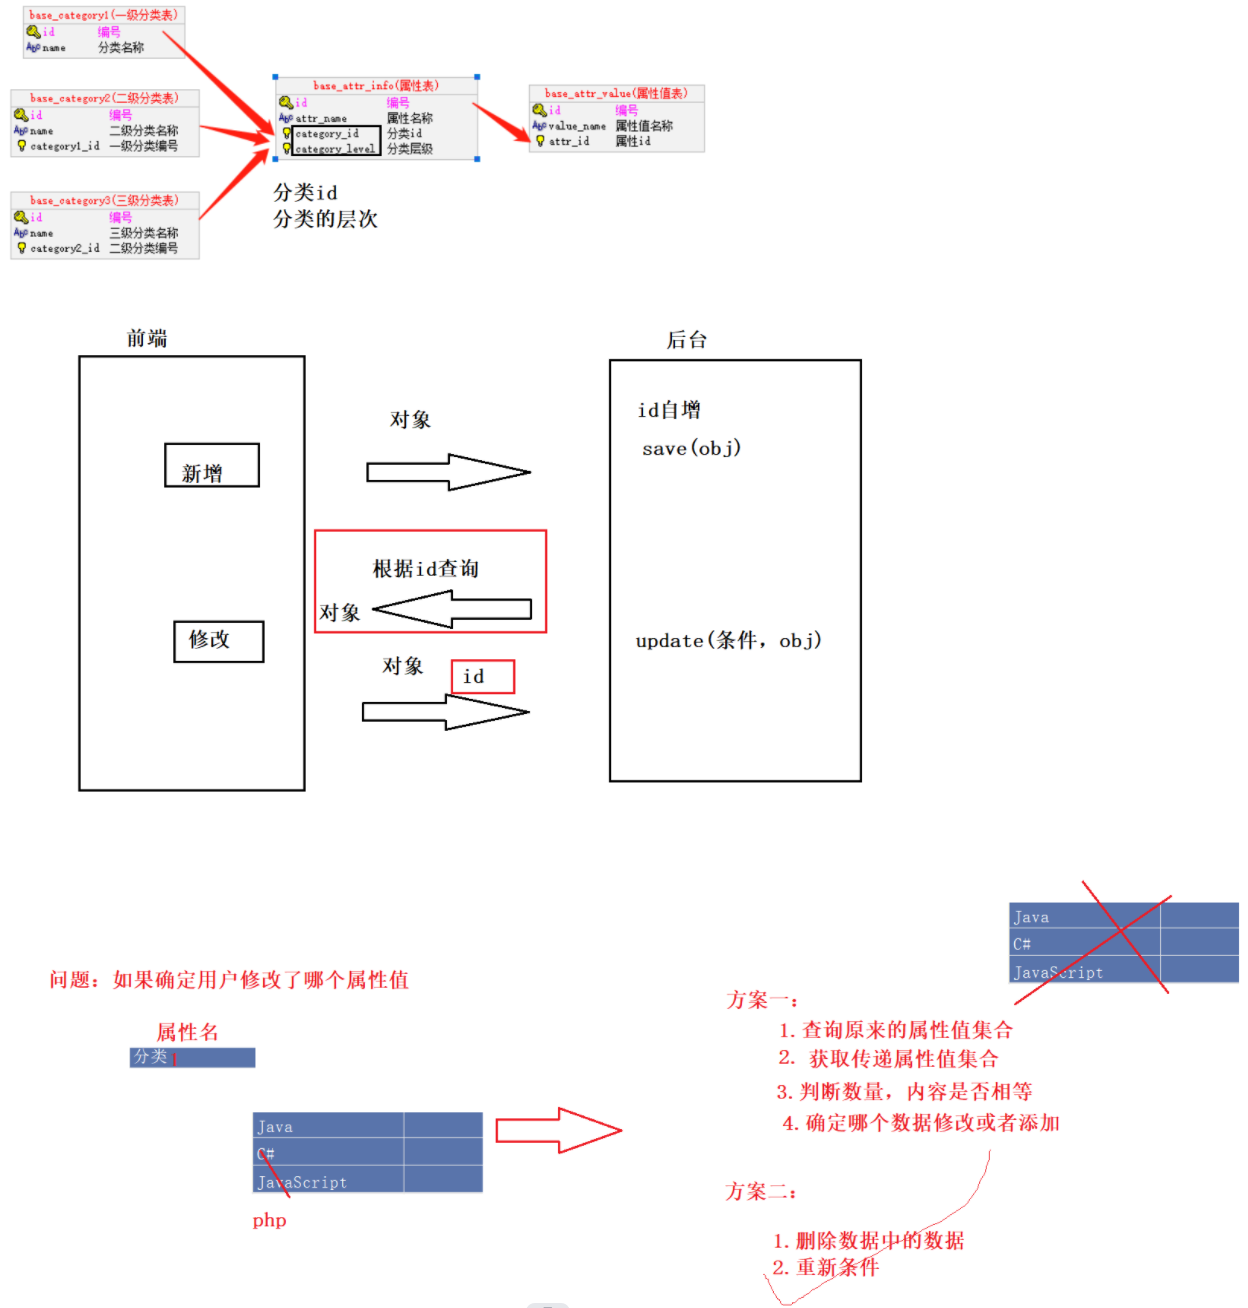 base_category1(一级分类表)
id 编号
name 分类名称
base_category2(二级分类表)
id 编号
name 二级分类名称
category1_id 一级分类编号
base_category3(三级分类表)
id 编号
name 三级分类名称
category2_id 二级分类编号
base_attr_info(属性表)
id 编号
attr_name 属性名称
category_id 分类id
category_level 分类层级
base_attr_value(属性值表)
id 编号
value_name 属性值名称
attr_id 属性id
分类id
分类的层次
前端
后台
新增
对象
id自增
save(obj)
根据id查询
对象
修改
对象
id
update(条件，obj)
问题：如果确定用户修改了哪个属性值
属性名
分类1
Java
C#
JavaScript
php
Java
C#
JavaScript
方案一：
1.查询原来的属性值集合
2. 获取传递属性值集合
3.判断数量，内容是否相等
4.确定哪个数据修改或者添加
方案二：
1.删除数据中的数据
2.重新条件